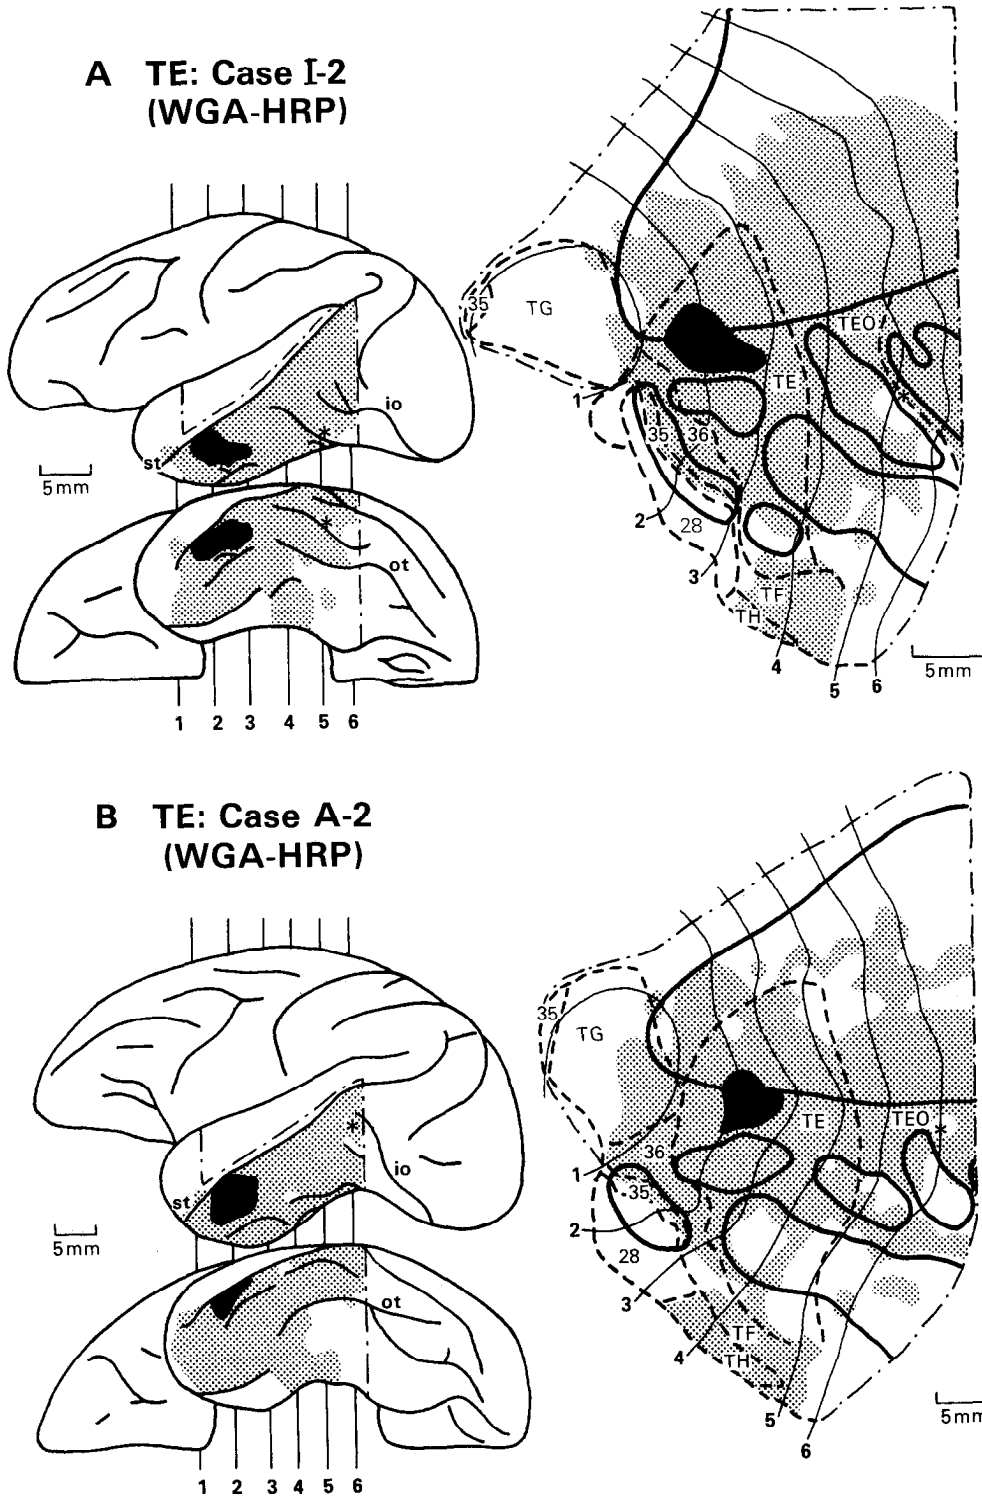 A TE: Case I-2
(WGA-HRP)
io
*
st
5mm
*
ot
1 2 3 4 5 6
35
TG
TEO
*
TE
1
35
36
2
28
3
TF
TH
4
5
6
5mm
B TE: Case A-2
(WGA-HRP)
*
io
st
5mm
ot
1 2 3 4 5 6
35
TG
TE
TEO
*
36
1
35
2
28
3
TF
4
TH
5
6
5mm